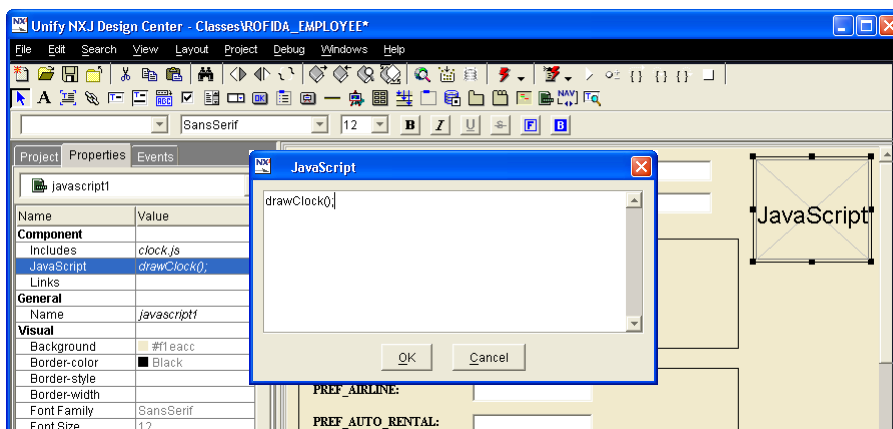 Unify NXJ Design Center - Classes\ROFIDA_EMPLOYEE*
File Edit Search View Layout Project Debug Windows Help
SansSerif 12 B I U S F B
Project Properties Events
JavaScript
javascript1
drawClock();
JavaScript
Name Value
Component
Includes clock.js
JavaScript drawClock();
Links
General
Name javascript1
Visual
Background #f1eacc
Border-color Black
Border-style
Border-width
Font Family SansSerif
Font Size 12
OK Cancel
PREF_AIRLINE:
PREF_AUTO_RENTAL: